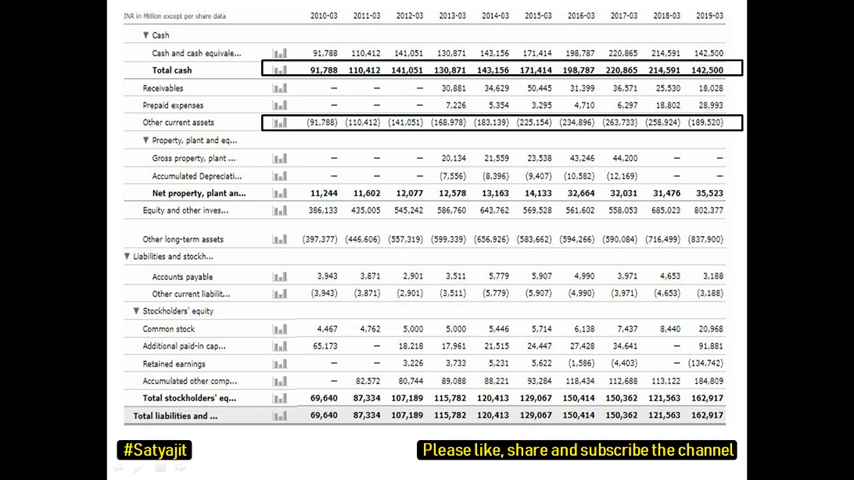 INR in Million except per share data 2010-03 2011-03 2012-03 2013-03 2014-03 2015-03 2016-03 2017-03 2018-03 2019-03
▼ Cash
Cash and cash equivale... 91,788 110,412 141,051 130,871 143,156 171,414 198,787 220,865 214,591 142,500
Total cash 91,788 110,412 141,051 130,871 143,156 171,414 198,787 220,865 214,591 142,500
Receivables — — — 30,881 34,629 50,445 31,399 36,571 25,530 18,028
Prepaid expenses — — — 7,226 5,354 3,295 4,710 6,297 18,802 28,993
Other current assets (91,788) (110,412) (141,051) (168,978) (183,139) (225,154) (234,896) (263,733) (258,924) (189,520)
▼ Property, plant and eq...
Gross property, plant ... — — — 20,134 21,559 23,538 43,246 44,200 — —
Accumulated Depreciati... — — — (7,556) (8,396) (9,407) (10,582) (12,169) — —
Net property, plant an... 11,244 11,602 12,077 12,578 13,163 14,133 32,664 32,031 31,476 35,523
Equity and other inves... 386,133 435,005 545,242 586,760 643,762 569,528 561,602 558,053 685,023 802,377
Other long-term assets (397,377) (446,606) (557,319) (599,339) (656,926) (583,662) (594,266) (590,084) (716,499) (837,900)
▼ Liabilities and stockh...
Accounts payable 3,943 3,871 2,901 3,511 5,779 5,907 4,990 3,971 4,653 3,188
Other current liabilit... (3,943) (3,871) (2,901) (3,511) (5,779) (5,907) (4,990) (3,971) (4,653) (3,188)
▼ Stockholders' equity
Common stock 4,467 4,762 5,000 5,000 5,446 5,714 6,138 7,437 8,440 20,968
Additional paid-in cap... 65,173 — 18,218 17,961 21,515 24,447 27,428 34,641 — 91,881
Retained earnings — — 3,226 3,733 5,231 5,622 (1,586) (4,403) — (134,742)
Accumulated other comp... — 82,572 80,744 89,088 88,221 93,284 118,434 112,688 113,122 184,809
Total stockholders' eq... 69,640 87,334 107,189 115,782 120,413 129,067 150,414 150,362 121,563 162,917
Total liabilities and ... 69,640 87,334 107,189 115,782 120,413 129,067 150,414 150,362 121,563 162,917
#Satyajit
Please like, share and subscribe the channel